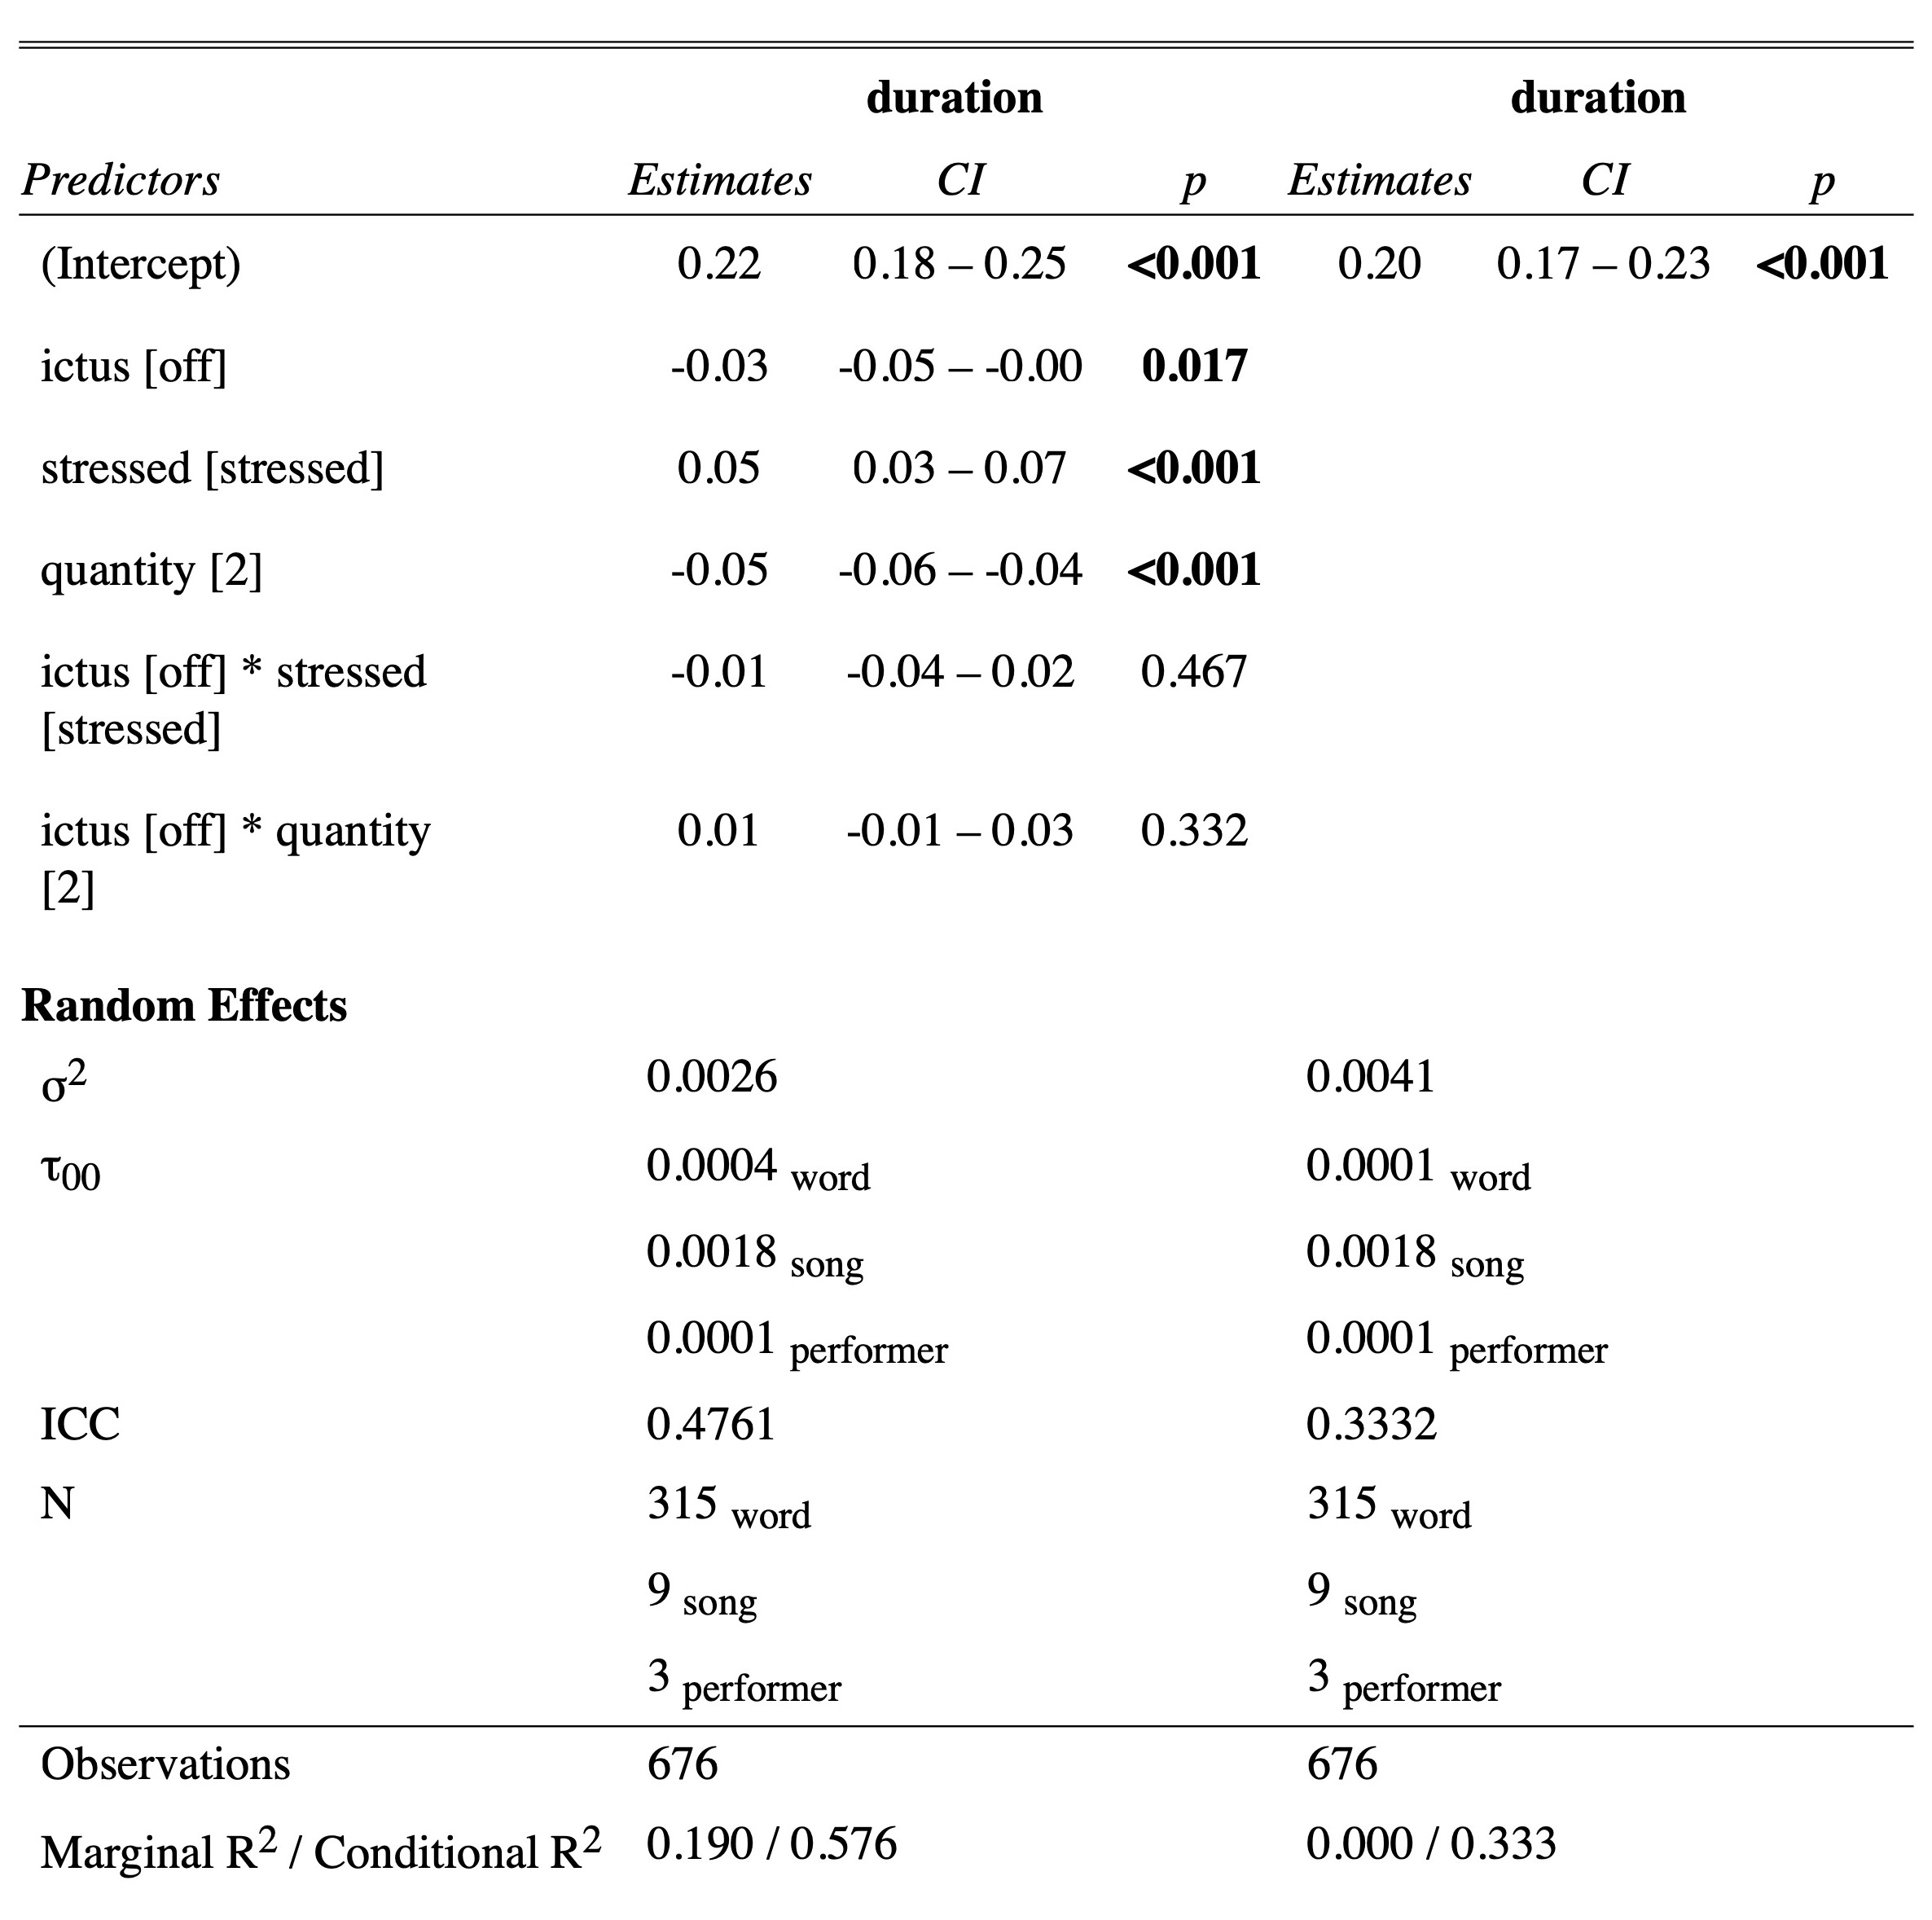 duration duration
Predictors Estimates CI p Estimates CI p
(Intercept) 0.22 0.18 – 0.25 <0.001 0.20 0.17 – 0.23 <0.001
ictus [off] -0.03 -0.05 – -0.00 0.017
stressed [stressed] 0.05 0.03 – 0.07 <0.001
quantity [2] -0.05 -0.06 – -0.04 <0.001
ictus [off] * stressed -0.01 -0.04 – 0.02 0.467
[stressed]
ictus [off] * quantity 0.01 -0.01 – 0.03 0.332
[2]
Random Effects
σ² 0.0026 0.0041
τ₀₀ 0.0004 word 0.0001 word
0.0018 song 0.0018 song
0.0001 performer 0.0001 performer
ICC 0.4761 0.3332
N 315 word 315 word
9 song 9 song
3 performer 3 performer
Observations 676 676
Marginal R² / Conditional R² 0.190 / 0.576 0.000 / 0.333